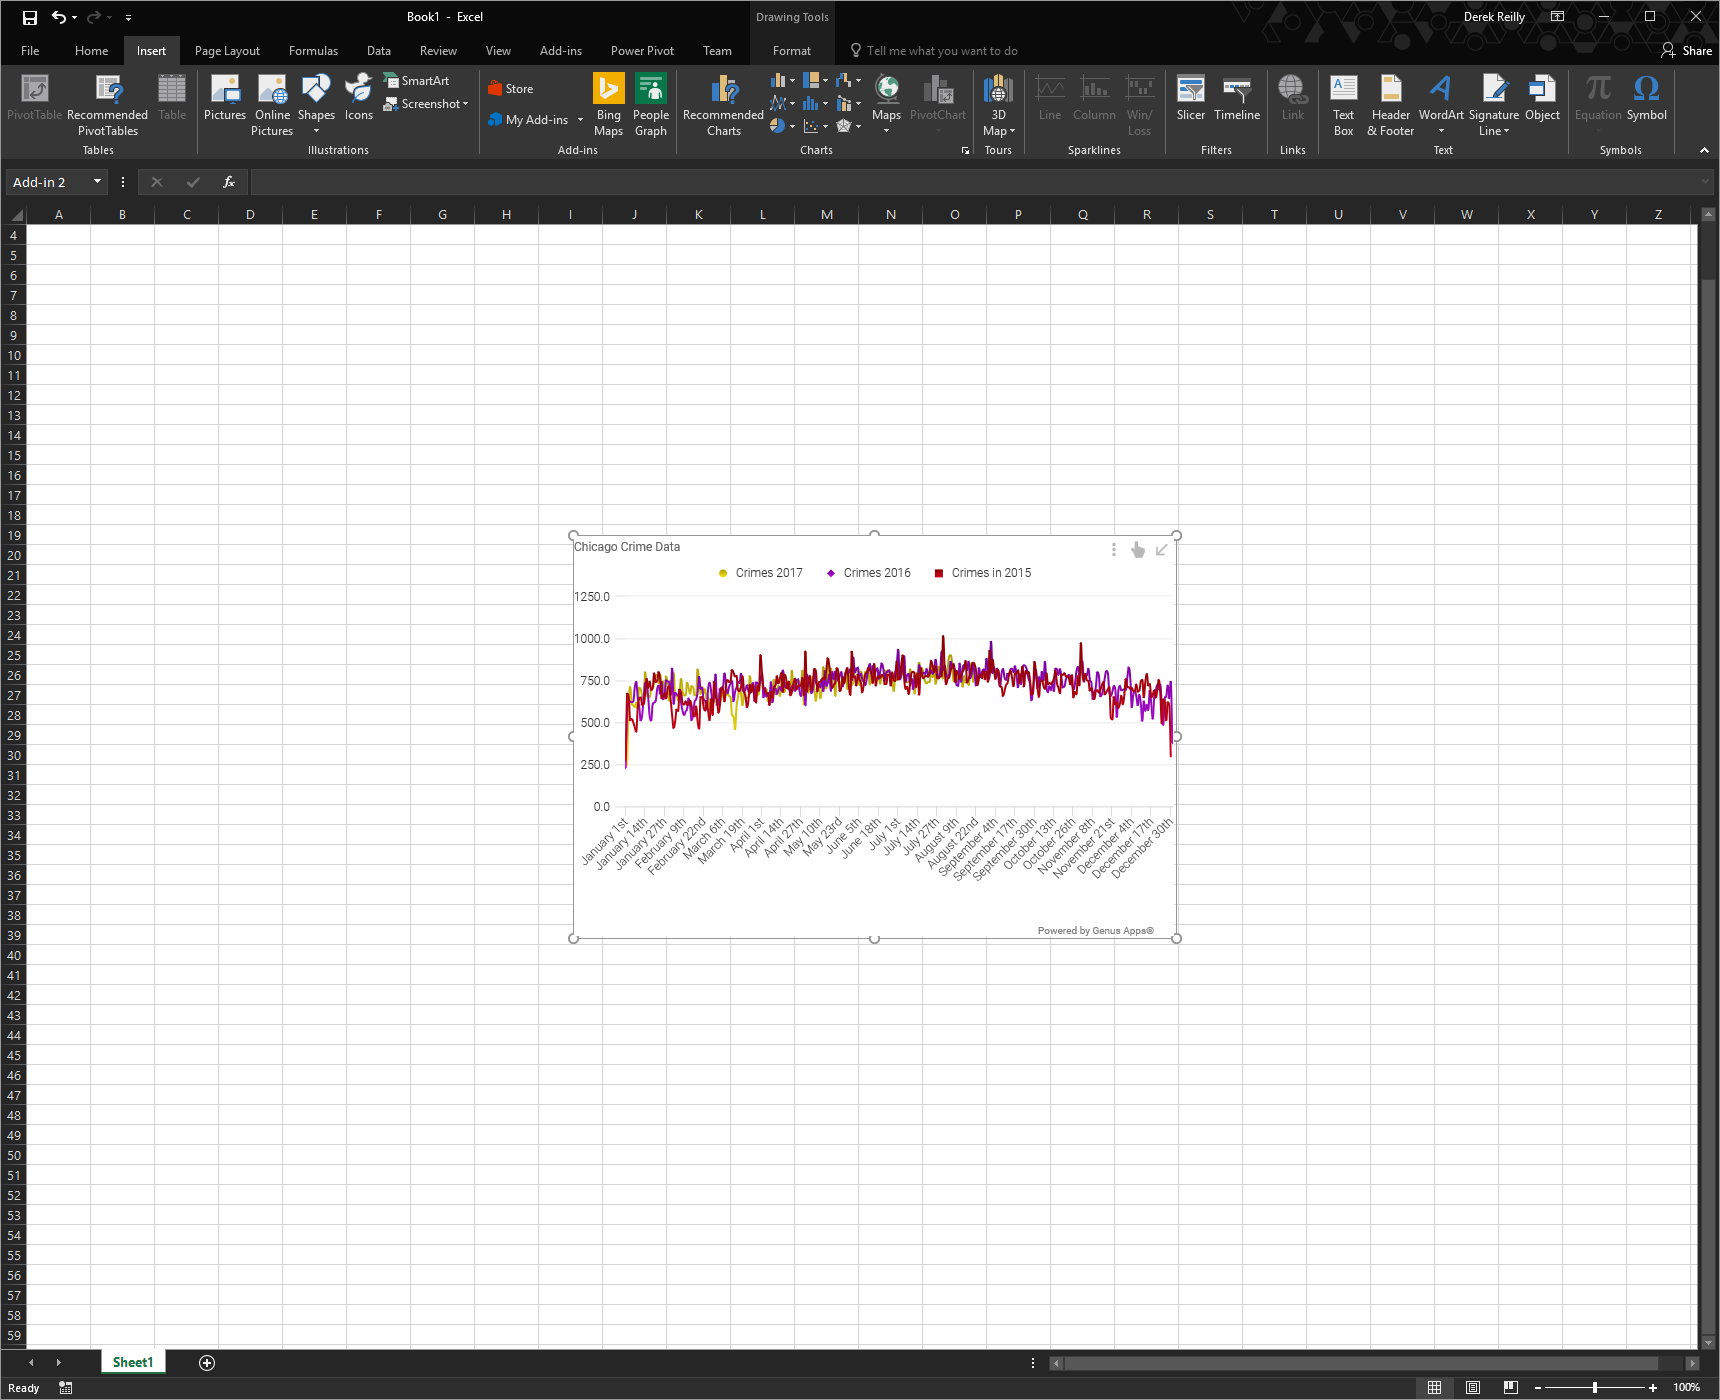 Book1 - Excel
Drawing Tools
Derek Reilly
File Home Insert Page Layout Formulas Data Review View Add-ins Power Pivot Team Format Tell me what you want to do Share
PivotTable
Recommended PivotTables
Table
Tables
Pictures
Online Pictures
Shapes
Icons
SmartArt
Screenshot
Illustrations
Store
My Add-ins
Bing Maps
People Graph
Add-ins
Recommended Charts
Maps
PivotChart
Charts
3D Map
Tours
Line
Column
Win/Loss
Sparklines
Slicer
Timeline
Filters
Link
Links
Text Box
Header & Footer
WordArt
Signature Line
Object
Text
Equation
Symbol
Symbols
Add-in 2
fx
A B C D E F G H I J K L M N O P Q R S T U V W X Y Z
4
5
6
7
8
9
10
11
12
13
14
15
16
17
18
19
20
21
22
23
24
25
26
27
28
29
30
31
32
33
34
35
36
37
38
39
40
41
42
43
44
45
46
47
48
49
50
51
52
53
54
55
56
57
58
59
Chicago Crime Data
Crimes 2017 Crimes 2016 Crimes in 2015
1250.0
1000.0
750.0
500.0
250.0
0.0
January 1st
January 14th
January 27th
February 9th
February 22nd
March 6th
March 19th
April 1st
April 14th
April 27th
May 10th
May 23rd
June 5th
June 18th
July 1st
July 14th
July 27th
August 9th
August 22nd
September 4th
September 17th
September 30th
October 13th
October 26th
November 8th
November 21st
December 4th
December 17th
December 30th
Powered by Genus Apps®
Sheet1
Ready
100%